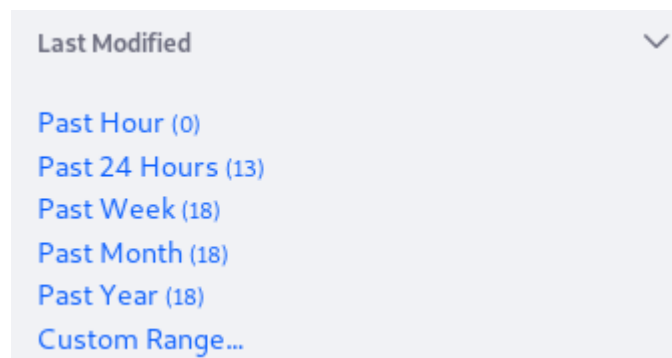 Last Modified
Past Hour (0)
Past 24 Hours (13)
Past Week (18)
Past Month (18)
Past Year (18)
Custom Range...